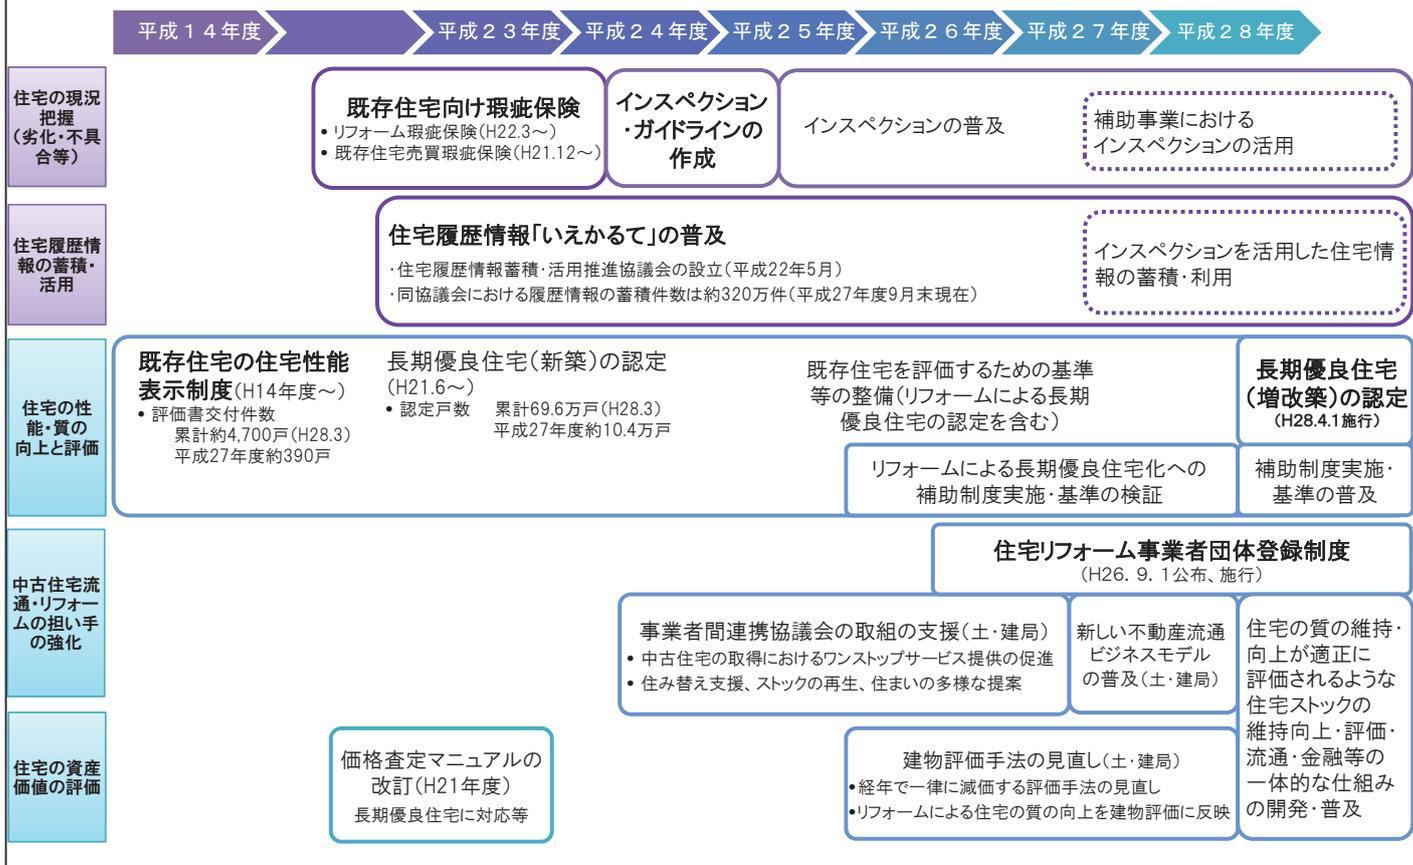 平成１４年度
平成２３年度
平成２４年度
平成２５年度
平成２６年度
平成２７年度
平成２８年度
住宅の現況
把握
（劣化・不具
合等）
既存住宅向け瑕疵保険
• リフォーム瑕疵保険(H22.3～)
• 既存住宅売買瑕疵保険(H21.12～)
インスペクション
・ガイドラインの
作成
インスペクションの普及
補助事業における
インスペクションの活用
住宅履歴情
報の蓄積・
活用
住宅履歴情報「いえかるて」の普及
・住宅履歴情報蓄積・活用推進協議会の設立(平成22年5月)
・同協議会における履歴情報の蓄積件数は約320万件(平成27年度9月末現在)
インスペクションを活用した住宅情
報の蓄積・利用
住宅の性
能・質の
向上と評価
既存住宅の住宅性能
表示制度(H14年度～)
• 評価書交付件数
累計約4,700戸(H28.3)
平成27年度約390戸
長期優良住宅(新築)の認定
(H21.6～)
• 認定戸数 累計69.6万戸(H28.3)
平成27年度約10.4万戸
既存住宅を評価するための基準
等の整備(リフォームによる長期
優良住宅の認定を含む)
リフォームによる長期優良住宅化への
補助制度実施・基準の検証
長期優良住宅
(増改築)の認定
(H28.4.1施行)
補助制度実施・
基準の普及
中古住宅流
通・リフォー
ムの担い手
の強化
住宅リフォーム事業者団体登録制度
(H26．9．1公布、施行)
事業者間連携協議会の取組の支援(土・建局)
• 中古住宅の取得におけるワンストップサービス提供の促進
• 住み替え支援、ストックの再生、住まいの多様な提案
新しい不動産流通
ビジネスモデル
の普及(土・建局)
住宅の質の維持・
向上が適正に
評価されるような
住宅ストックの
維持向上・評価・
流通・金融等の
一体的な仕組み
の開発・普及
住宅の資産
価値の評価
価格査定マニュアルの
改訂(H21年度)
長期優良住宅に対応等
建物評価手法の見直し(土・建局)
•経年で一律に減価する評価手法の見直し
•リフォームによる住宅の質の向上を建物評価に反映